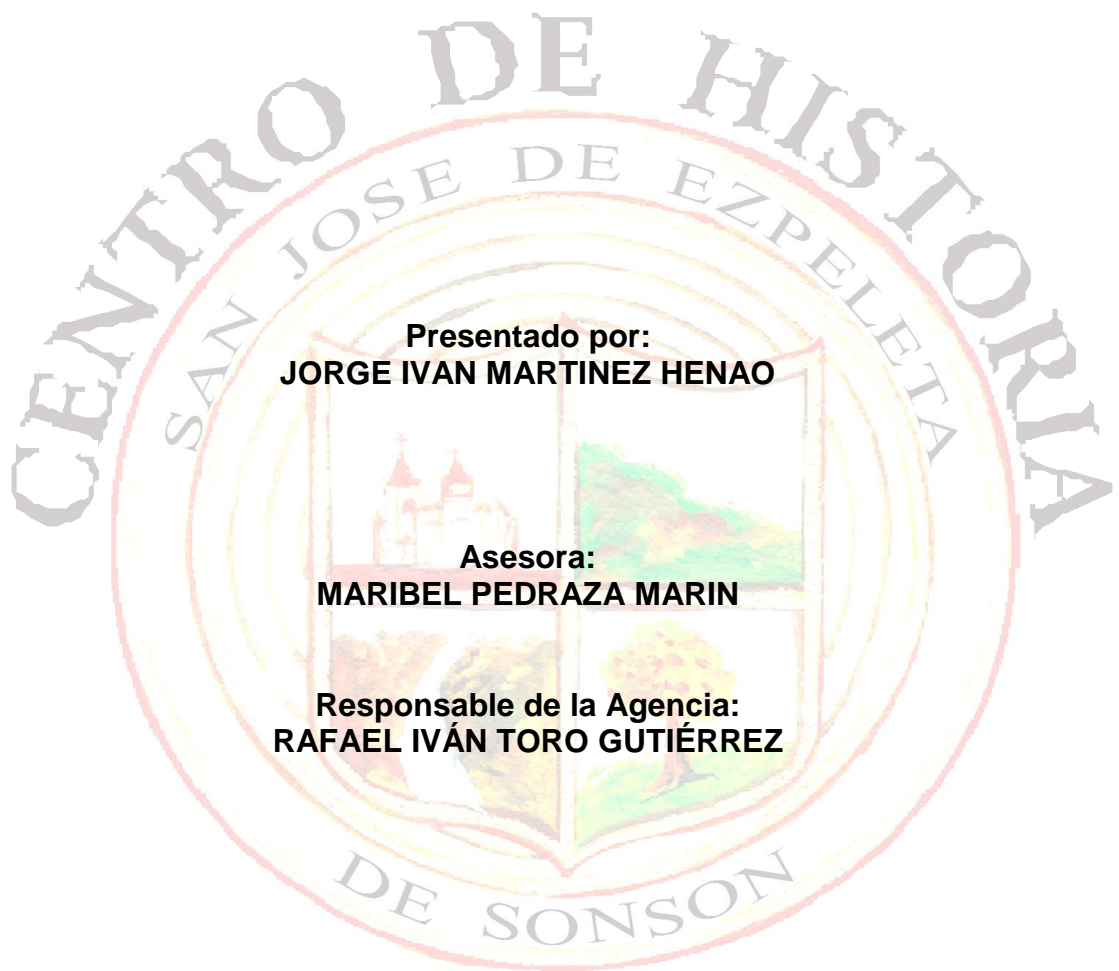 CENTRO DE HISTORIA
SAN JOSE DE EZPELETA
Presentado por:
JORGE IVAN MARTINEZ HENAO
Asesora:
MARIBEL PEDRAZA MARIN
Responsable de la Agencia:
RAFAEL IVÁN TORO GUTIÉRREZ
DE SONSON